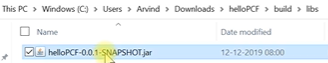 This PC > Windows (C:) > Users > Arvind > Downloads > helloPCF > build > libs
Name Date modified
helloPCF-0.0.1-SNAPSHOT.jar 12-12-2019 08:00